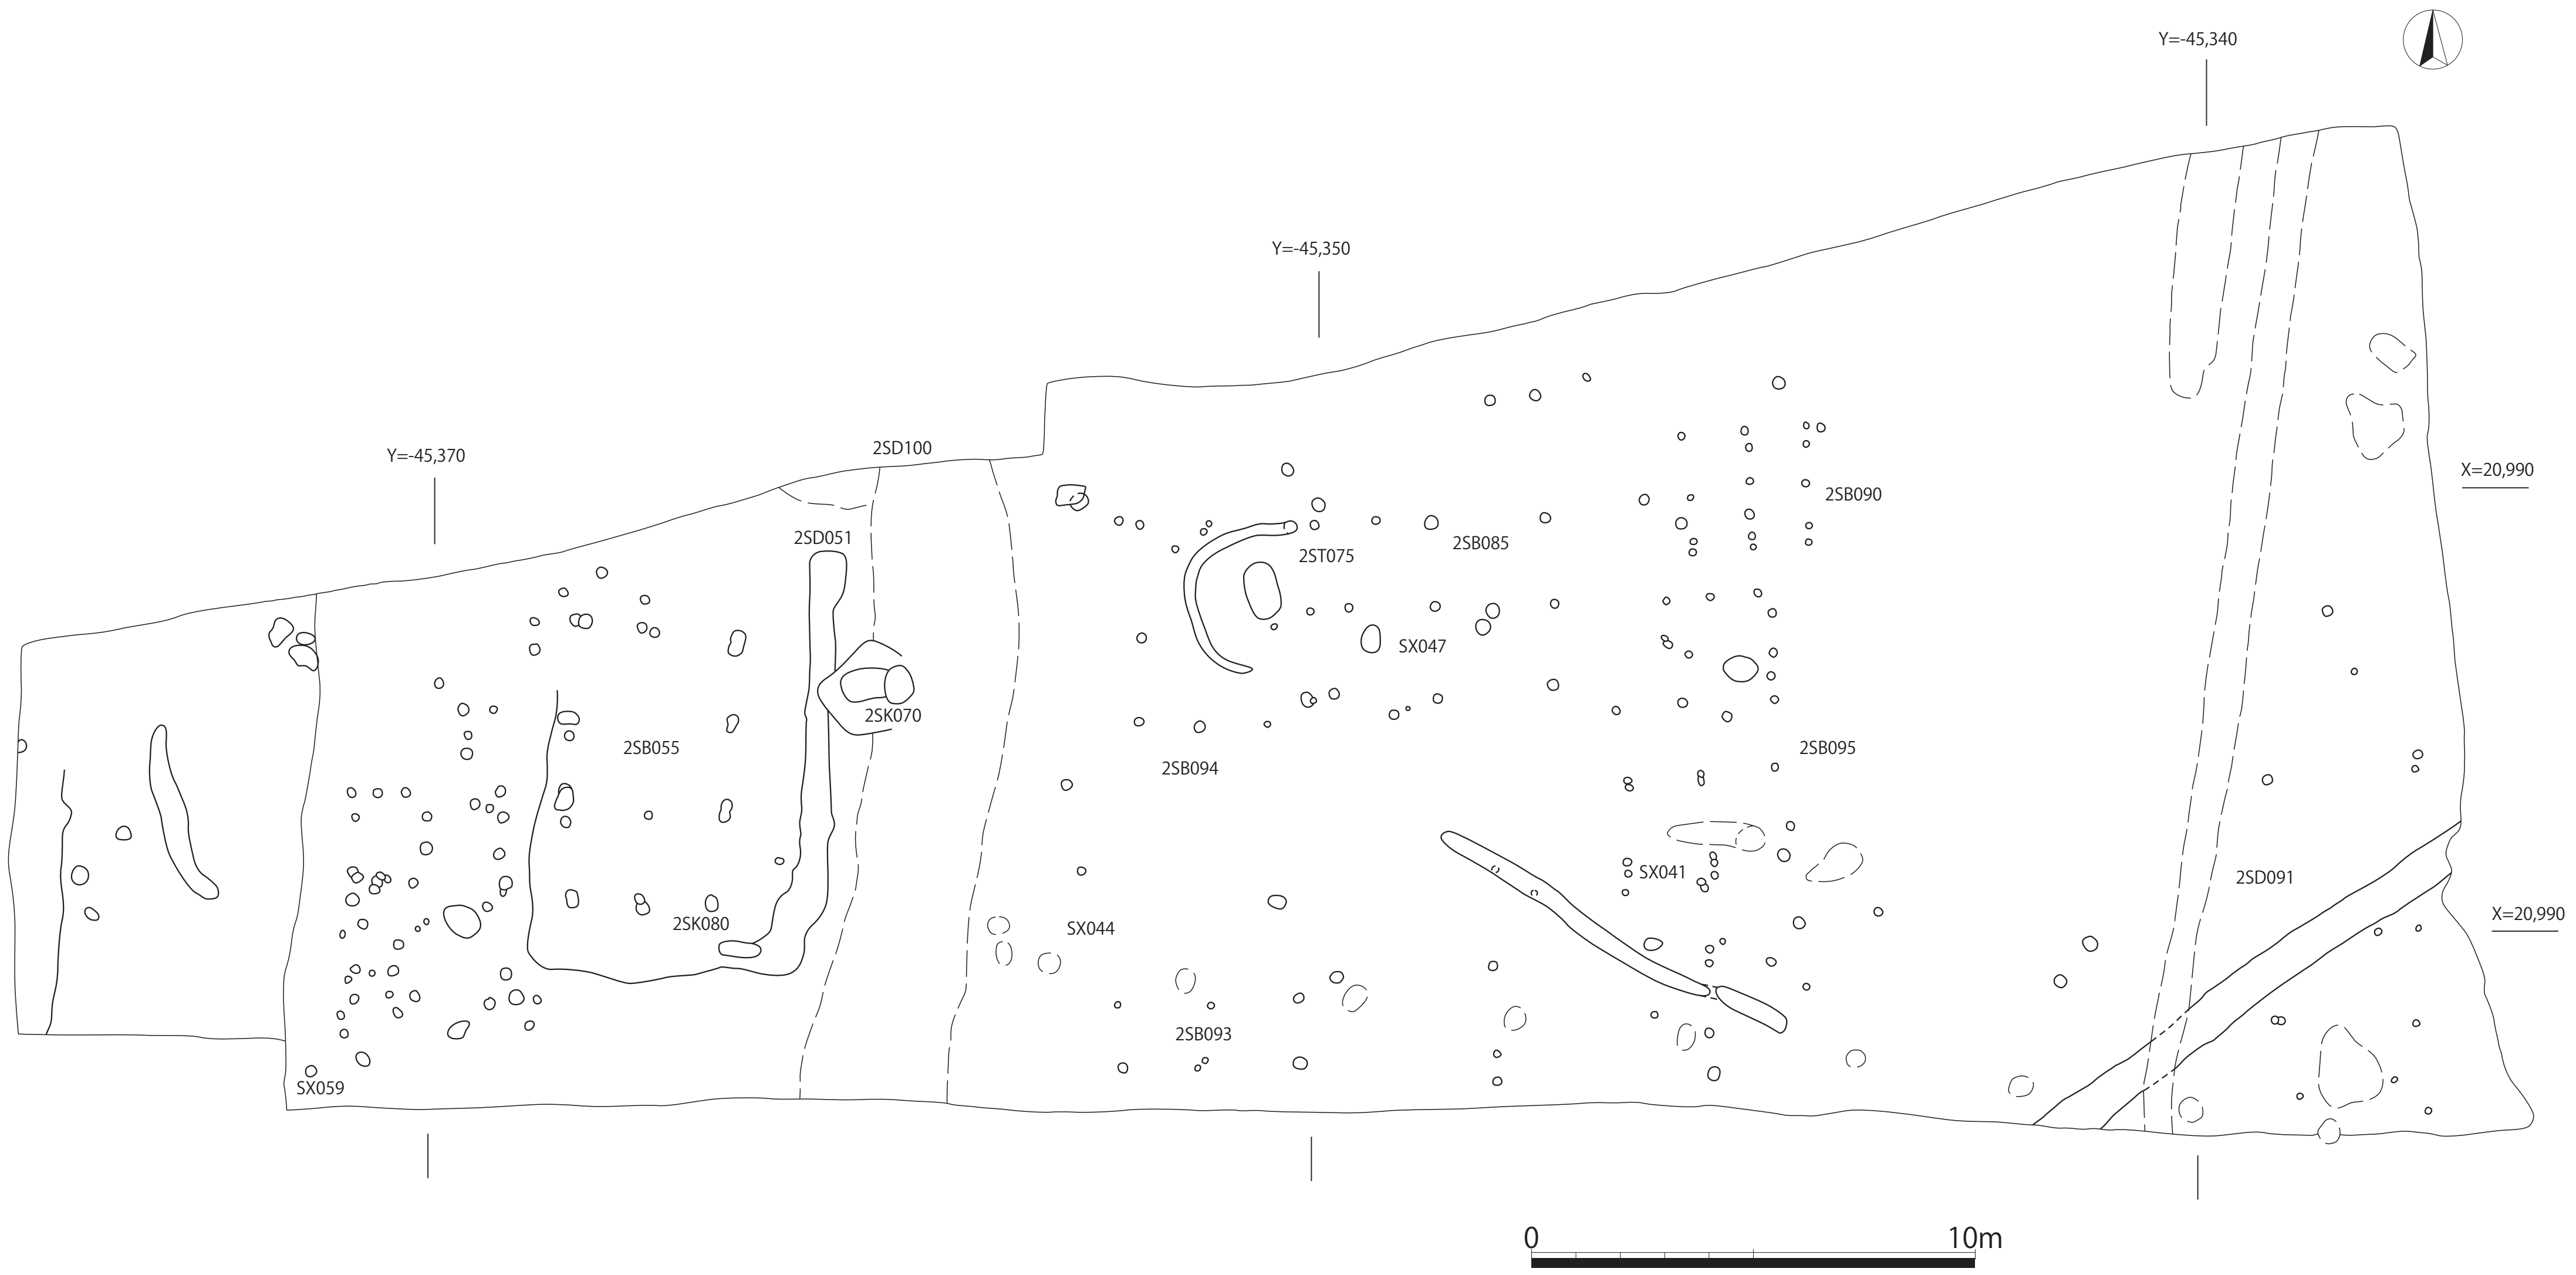 Y=-45,340
Y=-45,350
Y=-45,370
2SD100
X=20,990
2SB090
2SD051
2ST075
2SB085
SX047
2SK070
2SB055
2SB095
2SB094
SX041
2SD091
2SK080
SX044
X=20,990
2SB093
SX059
0
10m